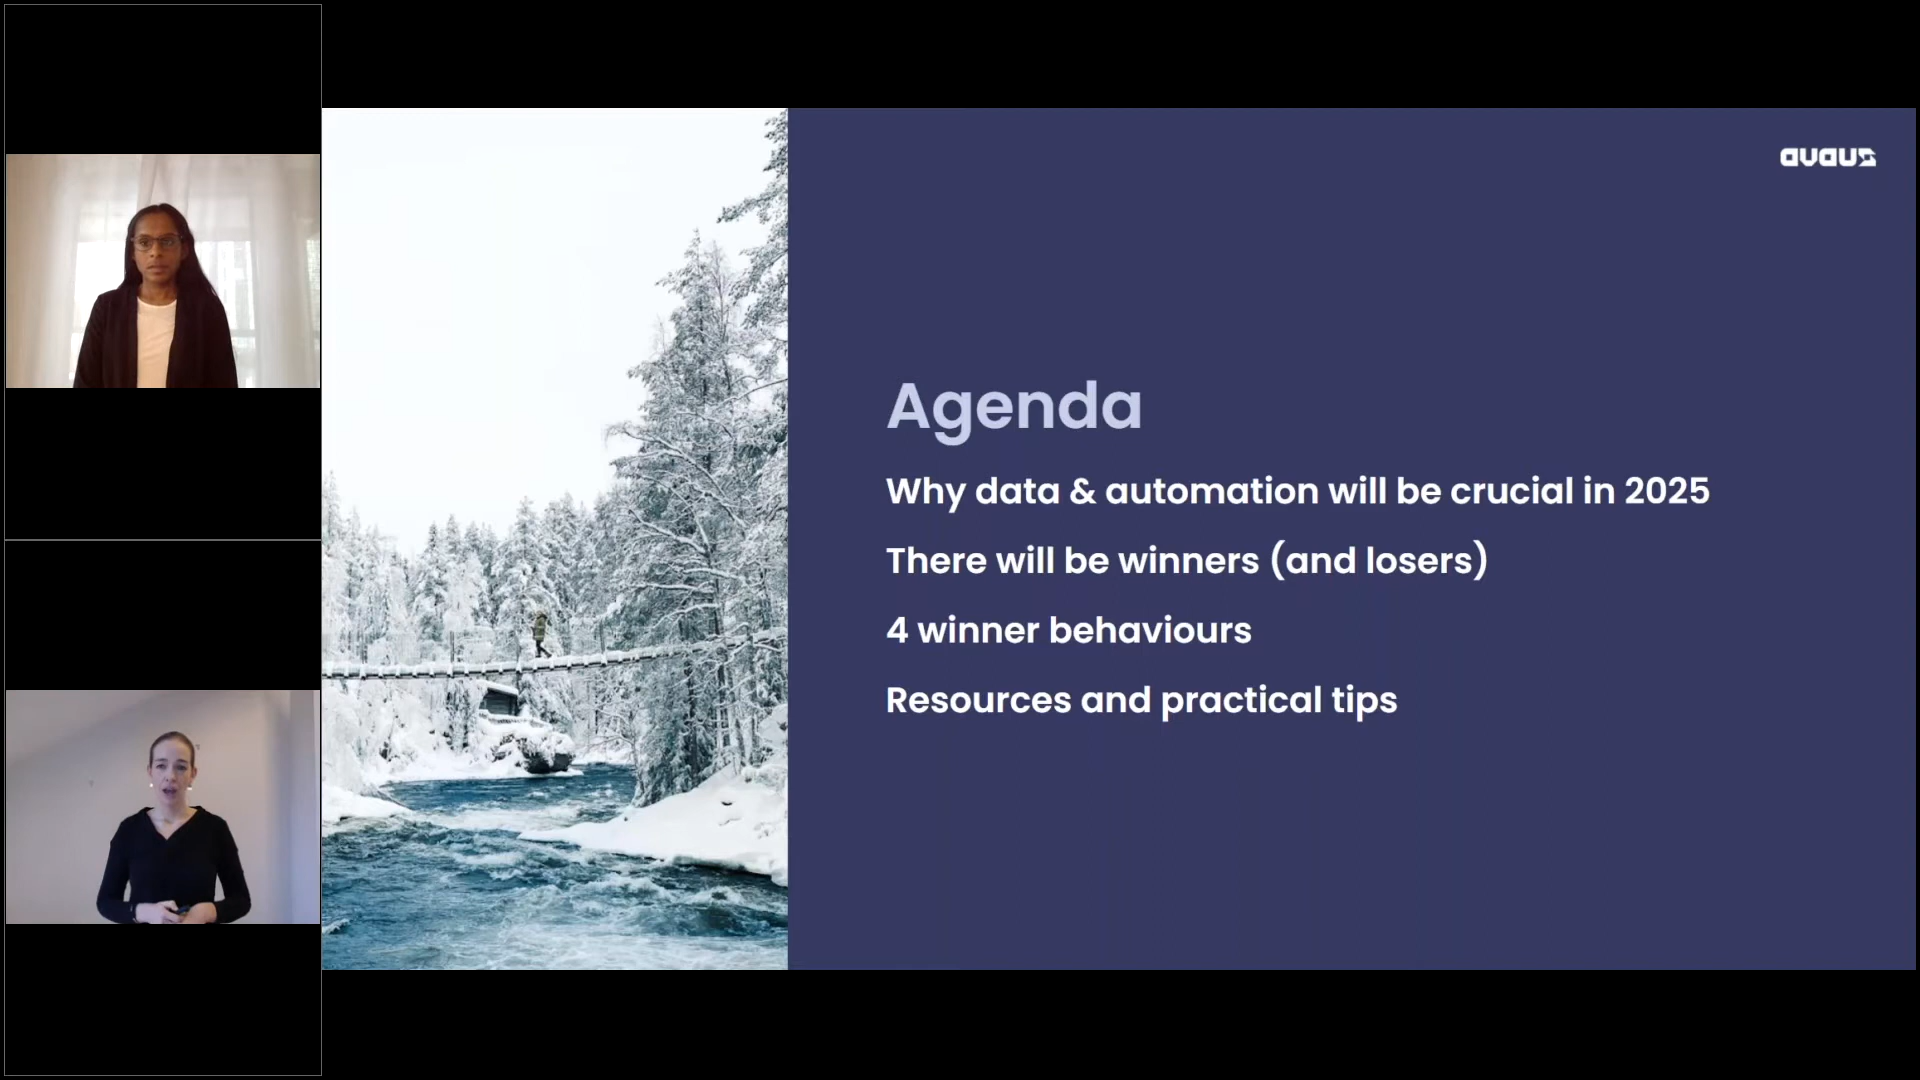 avaus
Agenda
Why data & automation will be crucial in 2025
There will be winners (and losers)
4 winner behaviours
Resources and practical tips